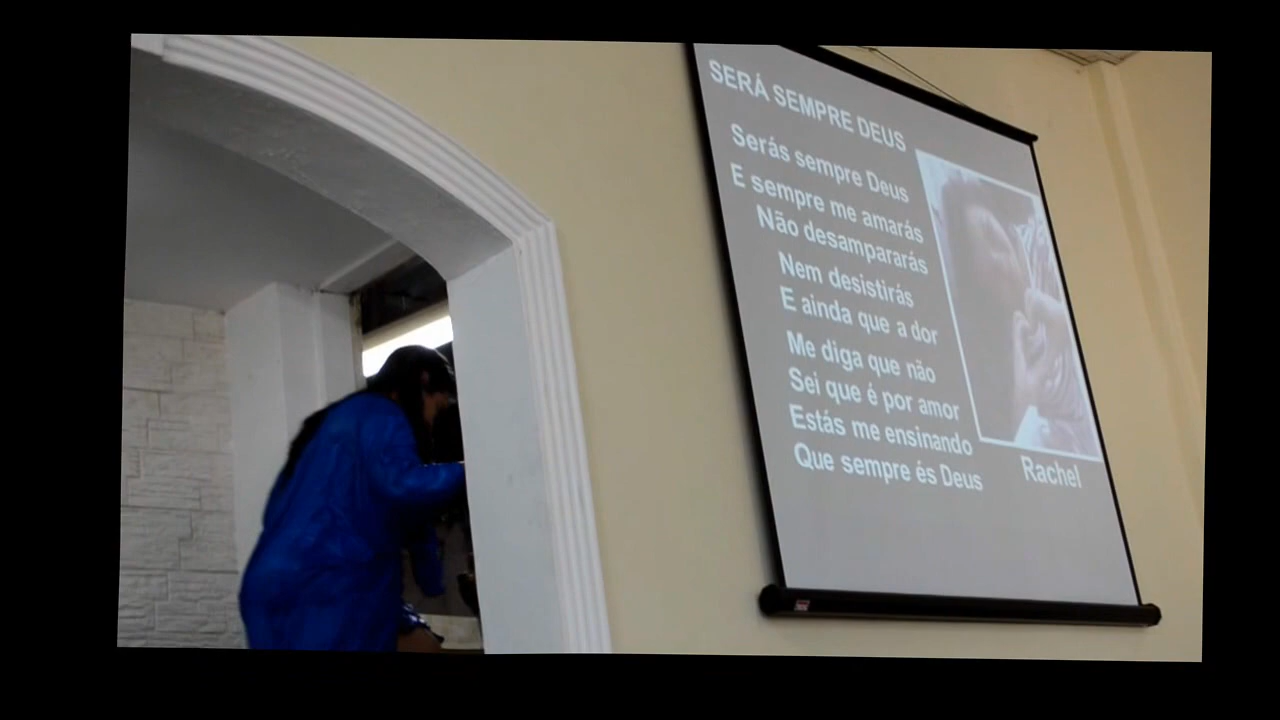 SERÁ SEMPRE DEUS
Serás sempre Deus
E sempre me amarás
Não desampararás
Nem desistirás
E ainda que a dor
Me diga que não
Sei que é por amor
Estás me ensinando
Que sempre és Deus
Rachel